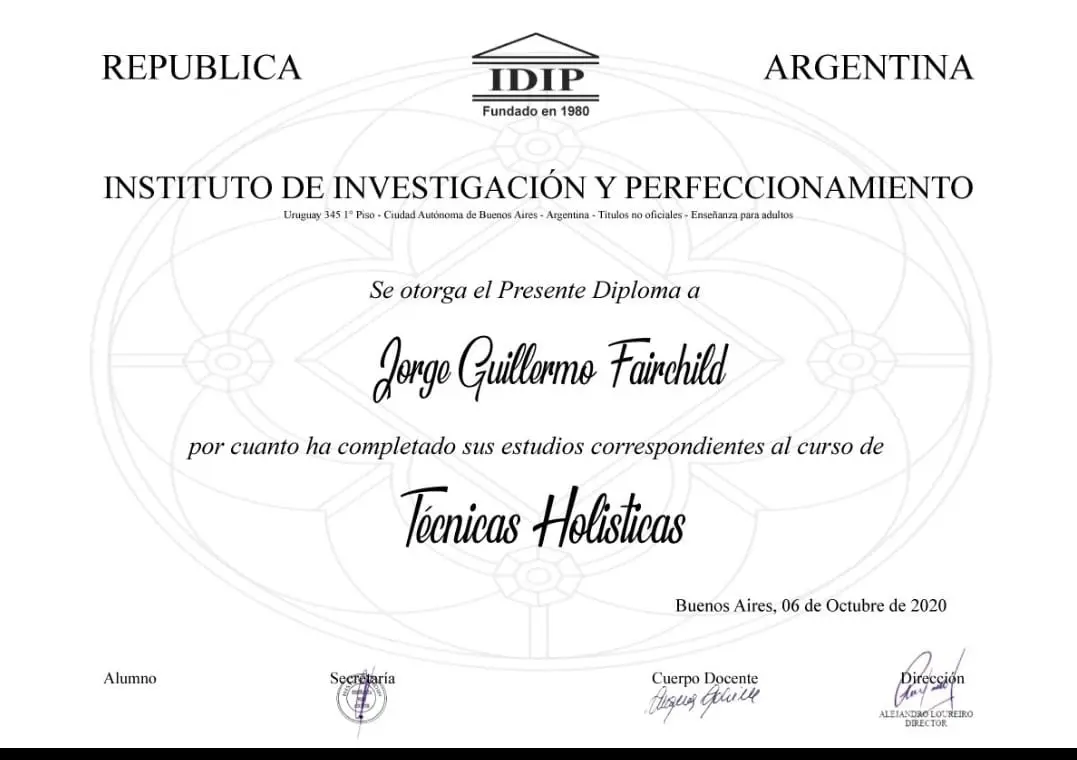 REPUBLICA
IDIP
Fundado en 1980
ARGENTINA
INSTITUTO DE INVESTIGACIÓN Y PERFECCIONAMIENTO
Uruguay 345 1° Piso - Ciudad Autónoma de Buenos Aires - Argentina - Titulos no oficiales - Enseñanza para adultos
Se otorga el Presente Diploma a
Jorge Guillermo Fairchild
por cuanto ha completado sus estudios correspondientes al curso de
Técnicas Holisticas
Buenos Aires, 06 de Octubre de 2020
Alumno
Secretaría
Cuerpo Docente
Dirección
ALEJANDRO LOUREIRO
DIRECTOR